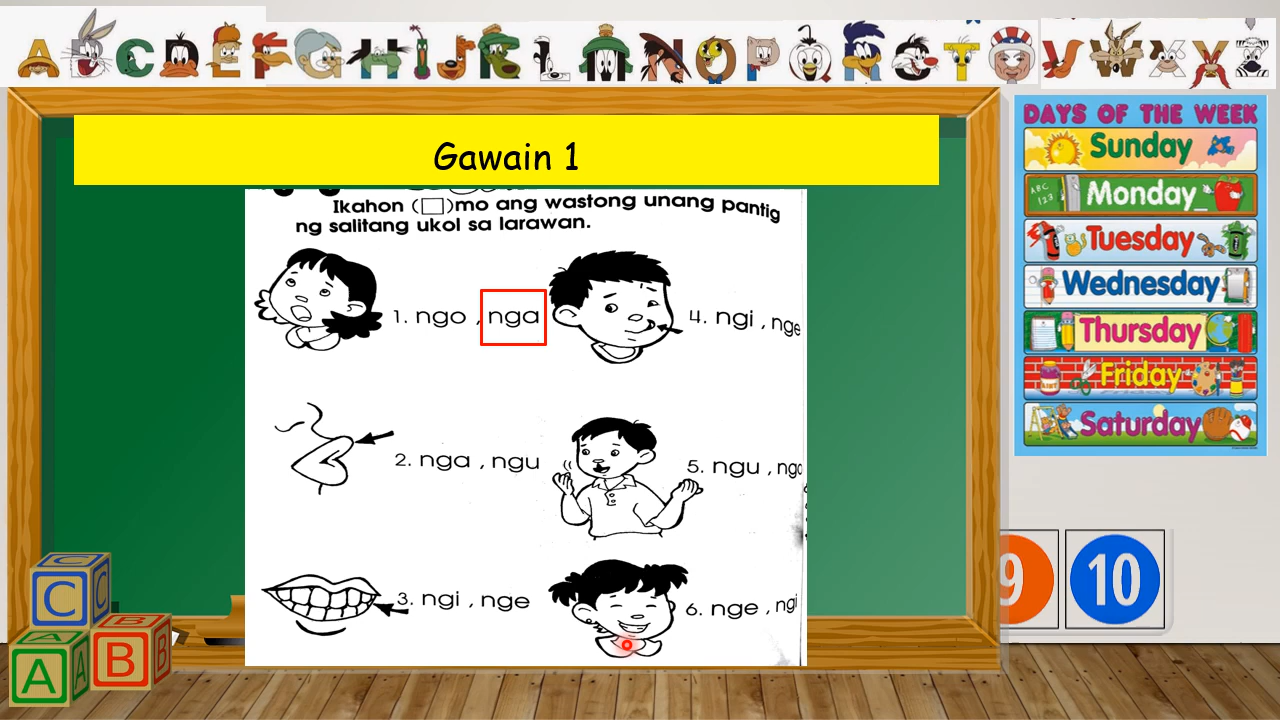 Gawain 1
Ikahon (□)mo ang wastong unang pantig
ng salitang ukol sa larawan.
1. ngo , nga
2. nga , ngu
3. ngi , nge
4. ngi , nge
5. ngu ,
6. nge , ngi
DAYS OF THE WEEK
Sunday
ABC
123
Monday
Tuesday
Wednesday
Thursday
Friday
Saturday
9
10
C
C
A
A
B
B
B